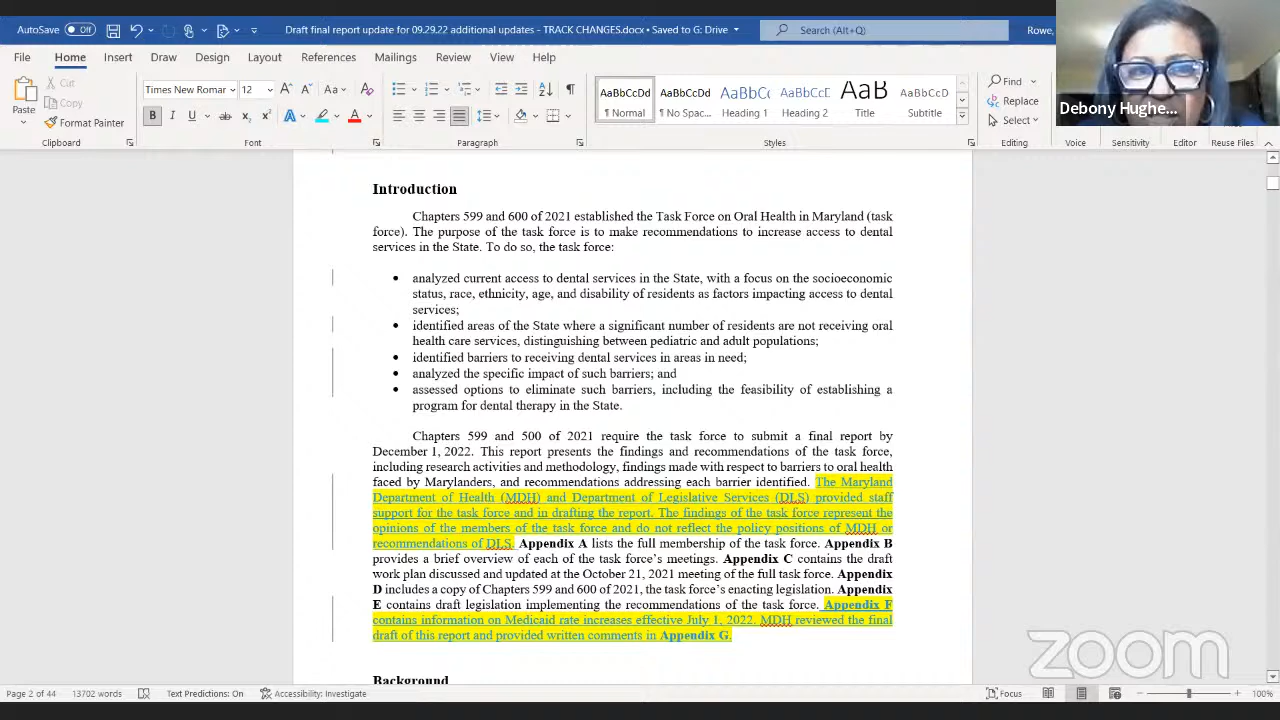 AutoSave Off Draft final report update for 09.29.22 additional updates - TRACK CHANGES.docx • Saved to G: Drive Search (Alt+Q) Rowe,
File Home Insert Draw Design Layout References Mailings Review View Help
Debony Hughe...
Paste Cut Copy Format Painter
Times New Romar 12
AaBbCcDd AaBbCcDd AaBbCc AaBbCcC AaB AaBbCcD
¶ Normal ¶ No Spac... Heading 1 Heading 2 Title Subtitle
Find Replace Select
Clipboard Font Paragraph Styles Editing Voice Sensitivity Editor Reuse Files
Introduction
Chapters 599 and 600 of 2021 established the Task Force on Oral Health in Maryland (task
force). The purpose of the task force is to make recommendations to increase access to dental
services in the State. To do so, the task force:
• analyzed current access to dental services in the State, with a focus on the socioeconomic
status, race, ethnicity, age, and disability of residents as factors impacting access to dental
services;
• identified areas of the State where a significant number of residents are not receiving oral
health care services, distinguishing between pediatric and adult populations;
• identified barriers to receiving dental services in areas in need;
• analyzed the specific impact of such barriers; and
• assessed options to eliminate such barriers, including the feasibility of establishing a
program for dental therapy in the State.
Chapters 599 and 500 of 2021 require the task force to submit a final report by
December 1, 2022. This report presents the findings and recommendations of the task force,
including research activities and methodology, findings made with respect to barriers to oral health
faced by Marylanders, and recommendations addressing each barrier identified. The Maryland
Department of Health (MDH) and Department of Legislative Services (DLS) provided staff
support for the task force and in drafting the report. The findings of the task force represent the
opinions of the members of the task force and do not reflect the policy positions of MDH or
recommendations of DLS. Appendix A lists the full membership of the task force. Appendix B
provides a brief overview of each of the task force's meetings. Appendix C contains the draft
work plan discussed and updated at the October 21, 2021 meeting of the full task force. Appendix
D includes a copy of Chapters 599 and 600 of 2021, the task force's enacting legislation. Appendix
E contains draft legislation implementing the recommendations of the task force. Appendix F
contains information on Medicaid rate increases effective July 1, 2022. MDH reviewed the final
draft of this report and provided written comments in Appendix G.
Background
zoom
Page 2 of 44 13702 words Text Predictions: On Accessibility: Investigate Focus 100%